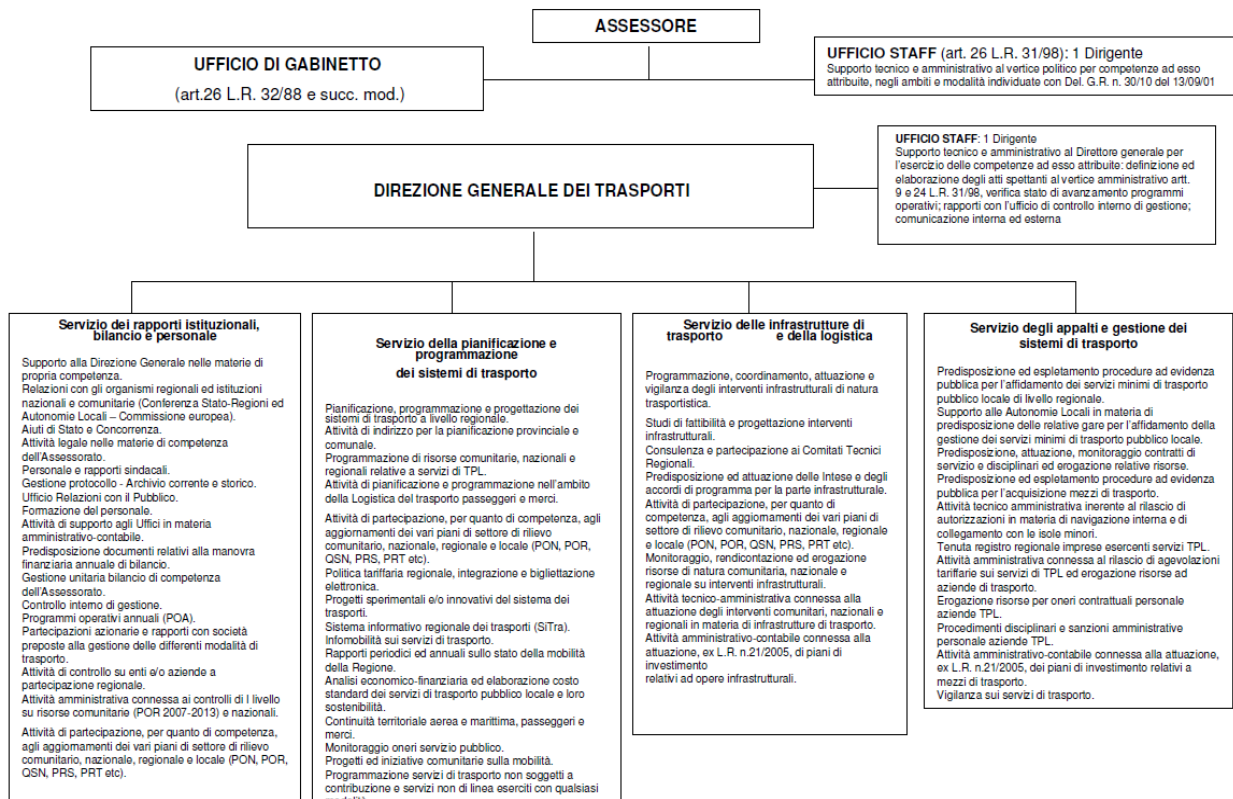 ASSESSORE
UFFICIO DI GABINETTO
(art.26 L.R. 32/88 e succ. mod.)
UFFICIO STAFF (art. 26 L.R. 31/98): 1 Dirigente
Supporto tecnico e amministrativo al vertice politico per competenze ad esso
attribuite, negli ambiti e modalità individuate con Del. G.R. n. 30/10 del 13/09/01
DIREZIONE GENERALE DEI TRASPORTI
UFFICIO STAFF: 1 Dirigente
Supporto tecnico e amministrativo al Direttore generale per
l'esercizio delle competenze ad esso attribuite: definizione ed
elaborazione degli atti spettanti al vertice amministrativo artt.
9 e 24 L.R. 31/98, verifica stato di avanzamento programmi
operativi; rapporti con l'ufficio di controllo interno di gestione;
comunicazione interna ed esterna
Servizio dei rapporti istituzionali,
bilancio e personale
Supporto alla Direzione Generale nelle materie di
propria competenza.
Relazioni con gli organismi regionali ed istituzioni
nazionali e comunitarie (Conferenza Stato-Regioni ed
Autonomie Locali – Commissione europea).
Aiuti di Stato e Concorrenza.
Attività legale nelle materie di competenza
dell'Assessorato.
Personale e rapporti sindacali.
Gestione protocollo - Archivio corrente e storico.
Ufficio Relazioni con il Pubblico.
Formazione del personale.
Attività di supporto agli Uffici in materia
amministrativo-contabile.
Predisposizione documenti relativi alla manovra
finanziaria annuale di bilancio.
Gestione unitaria bilancio di competenza
dell'Assessorato.
Controllo interno di gestione.
Programmi operativi annuali (POA).
Partecipazioni azionarie e rapporti con società
preposte alla gestione delle differenti modalità di
trasporto.
Attività di controllo su enti e/o aziende a
partecipazione regionale.
Attività amministrativa connessa ai controlli di I livello
su risorse comunitarie (POR 2007-2013) e nazionali.
Attività di partecipazione, per quanto di competenza,
agli aggiornamenti dei vari piani di settore di rilievo
comunitario, nazionale, regionale e locale (PON, POR,
QSN, PRS, PRT etc).
Servizio della pianificazione e
programmazione
dei sistemi di trasporto
Pianificazione, programmazione e progettazione dei
sistemi di trasporto a livello regionale.
Attività di indirizzo per la pianificazione provinciale e
comunale.
Programmazione di risorse comunitarie, nazionali e
regionali relative a servizi di TPL.
Attività di pianificazione e programmazione nell'ambito
della Logistica del trasporto passeggeri e merci.
Attività di partecipazione, per quanto di competenza, agli
aggiornamenti dei vari piani di settore di rilievo
comunitario, nazionale, regionale e locale (PON, POR,
QSN, PRS, PRT etc).
Politica tariffaria regionale, integrazione e bigliettazione
elettronica.
Progetti sperimentali e/o innovativi del sistema dei
trasporti.
Sistema informativo regionale dei trasporti (SiTra).
Infomobilità sui servizi di trasporto.
Rapporti periodici ed annuali sullo stato della mobilità
della Regione.
Analisi economico-finanziaria ed elaborazione costo
standard dei servizi di trasporto pubblico locale e loro
sostenibilità.
Continuità territoriale aerea e marittima, passeggeri e
merci.
Monitoraggio oneri servizio pubblico.
Progetti ed iniziative comunitarie sulla mobilità.
Programmazione servizi di trasporto non soggetti a
contribuzione e servizi non di linea eserciti con qualsiasi
Servizio delle infrastrutture di
trasporto e della logistica
Programmazione, coordinamento, attuazione e
vigilanza degli interventi infrastrutturali di natura
trasportistica.
Studi di fattibilità e progettazione interventi
infrastrutturali.
Consulenza e partecipazione ai Comitati Tecnici
Regionali.
Predisposizione ed attuazione delle Intese e degli
accordi di programma per la parte infrastrutturale.
Attività di partecipazione, per quanto di
competenza, agli aggiornamenti dei vari piani di
settore di rilievo comunitario, nazionale, regionale
e locale (PON, POR, QSN, PRS, PRT etc).
Monitoraggio, rendicontazione ed erogazione
risorse di natura comunitaria, nazionale e
regionale su interventi infrastrutturali.
Attività tecnico-amministrativa connessa alla
attuazione degli interventi comunitari, nazionali e
regionali in materia di infrastrutture di trasporto.
Attività amministrativo-contabile connessa alla
attuazione, ex L.R. n.21/2005, di piani di
investimento
relativi ad opere infrastrutturali.
Servizio degli appalti e gestione dei
sistemi di trasporto
Predisposizione ed espletamento procedure ad evidenza
pubblica per l'affidamento dei servizi minimi di trasporto
pubblico locale di livello regionale.
Supporto alle Autonomie Locali in materia di
predisposizione delle relative gare per l'affidamento della
gestione dei servizi minimi di trasporto pubblico locale.
Predisposizione, attuazione, monitoraggio contratti di
servizio e disciplinari ed erogazione relative risorse.
Predisposizione ed espletamento procedure ad evidenza
pubblica per l'acquisizione mezzi di trasporto.
Attività tecnico amministrativa inerente al rilascio di
autorizzazioni in materia di navigazione interna e di
collegamento con le isole minori.
Tenuta registro regionale imprese esercenti servizi TPL.
Attività amministrativa connessa al rilascio di agevolazioni
tariffarie sui servizi di TPL ed erogazione risorse ad
aziende di trasporto.
Erogazione risorse per oneri contrattuali personale
aziende TPL.
Procedimenti disciplinari e sanzioni amministrative
personale aziende TPL.
Attività amministrativo-contabile connessa alla attuazione,
ex L.R. n.21/2005, dei piani di investimento relativi a
mezzi di trasporto.
Vigilanza sui servizi di trasporto.